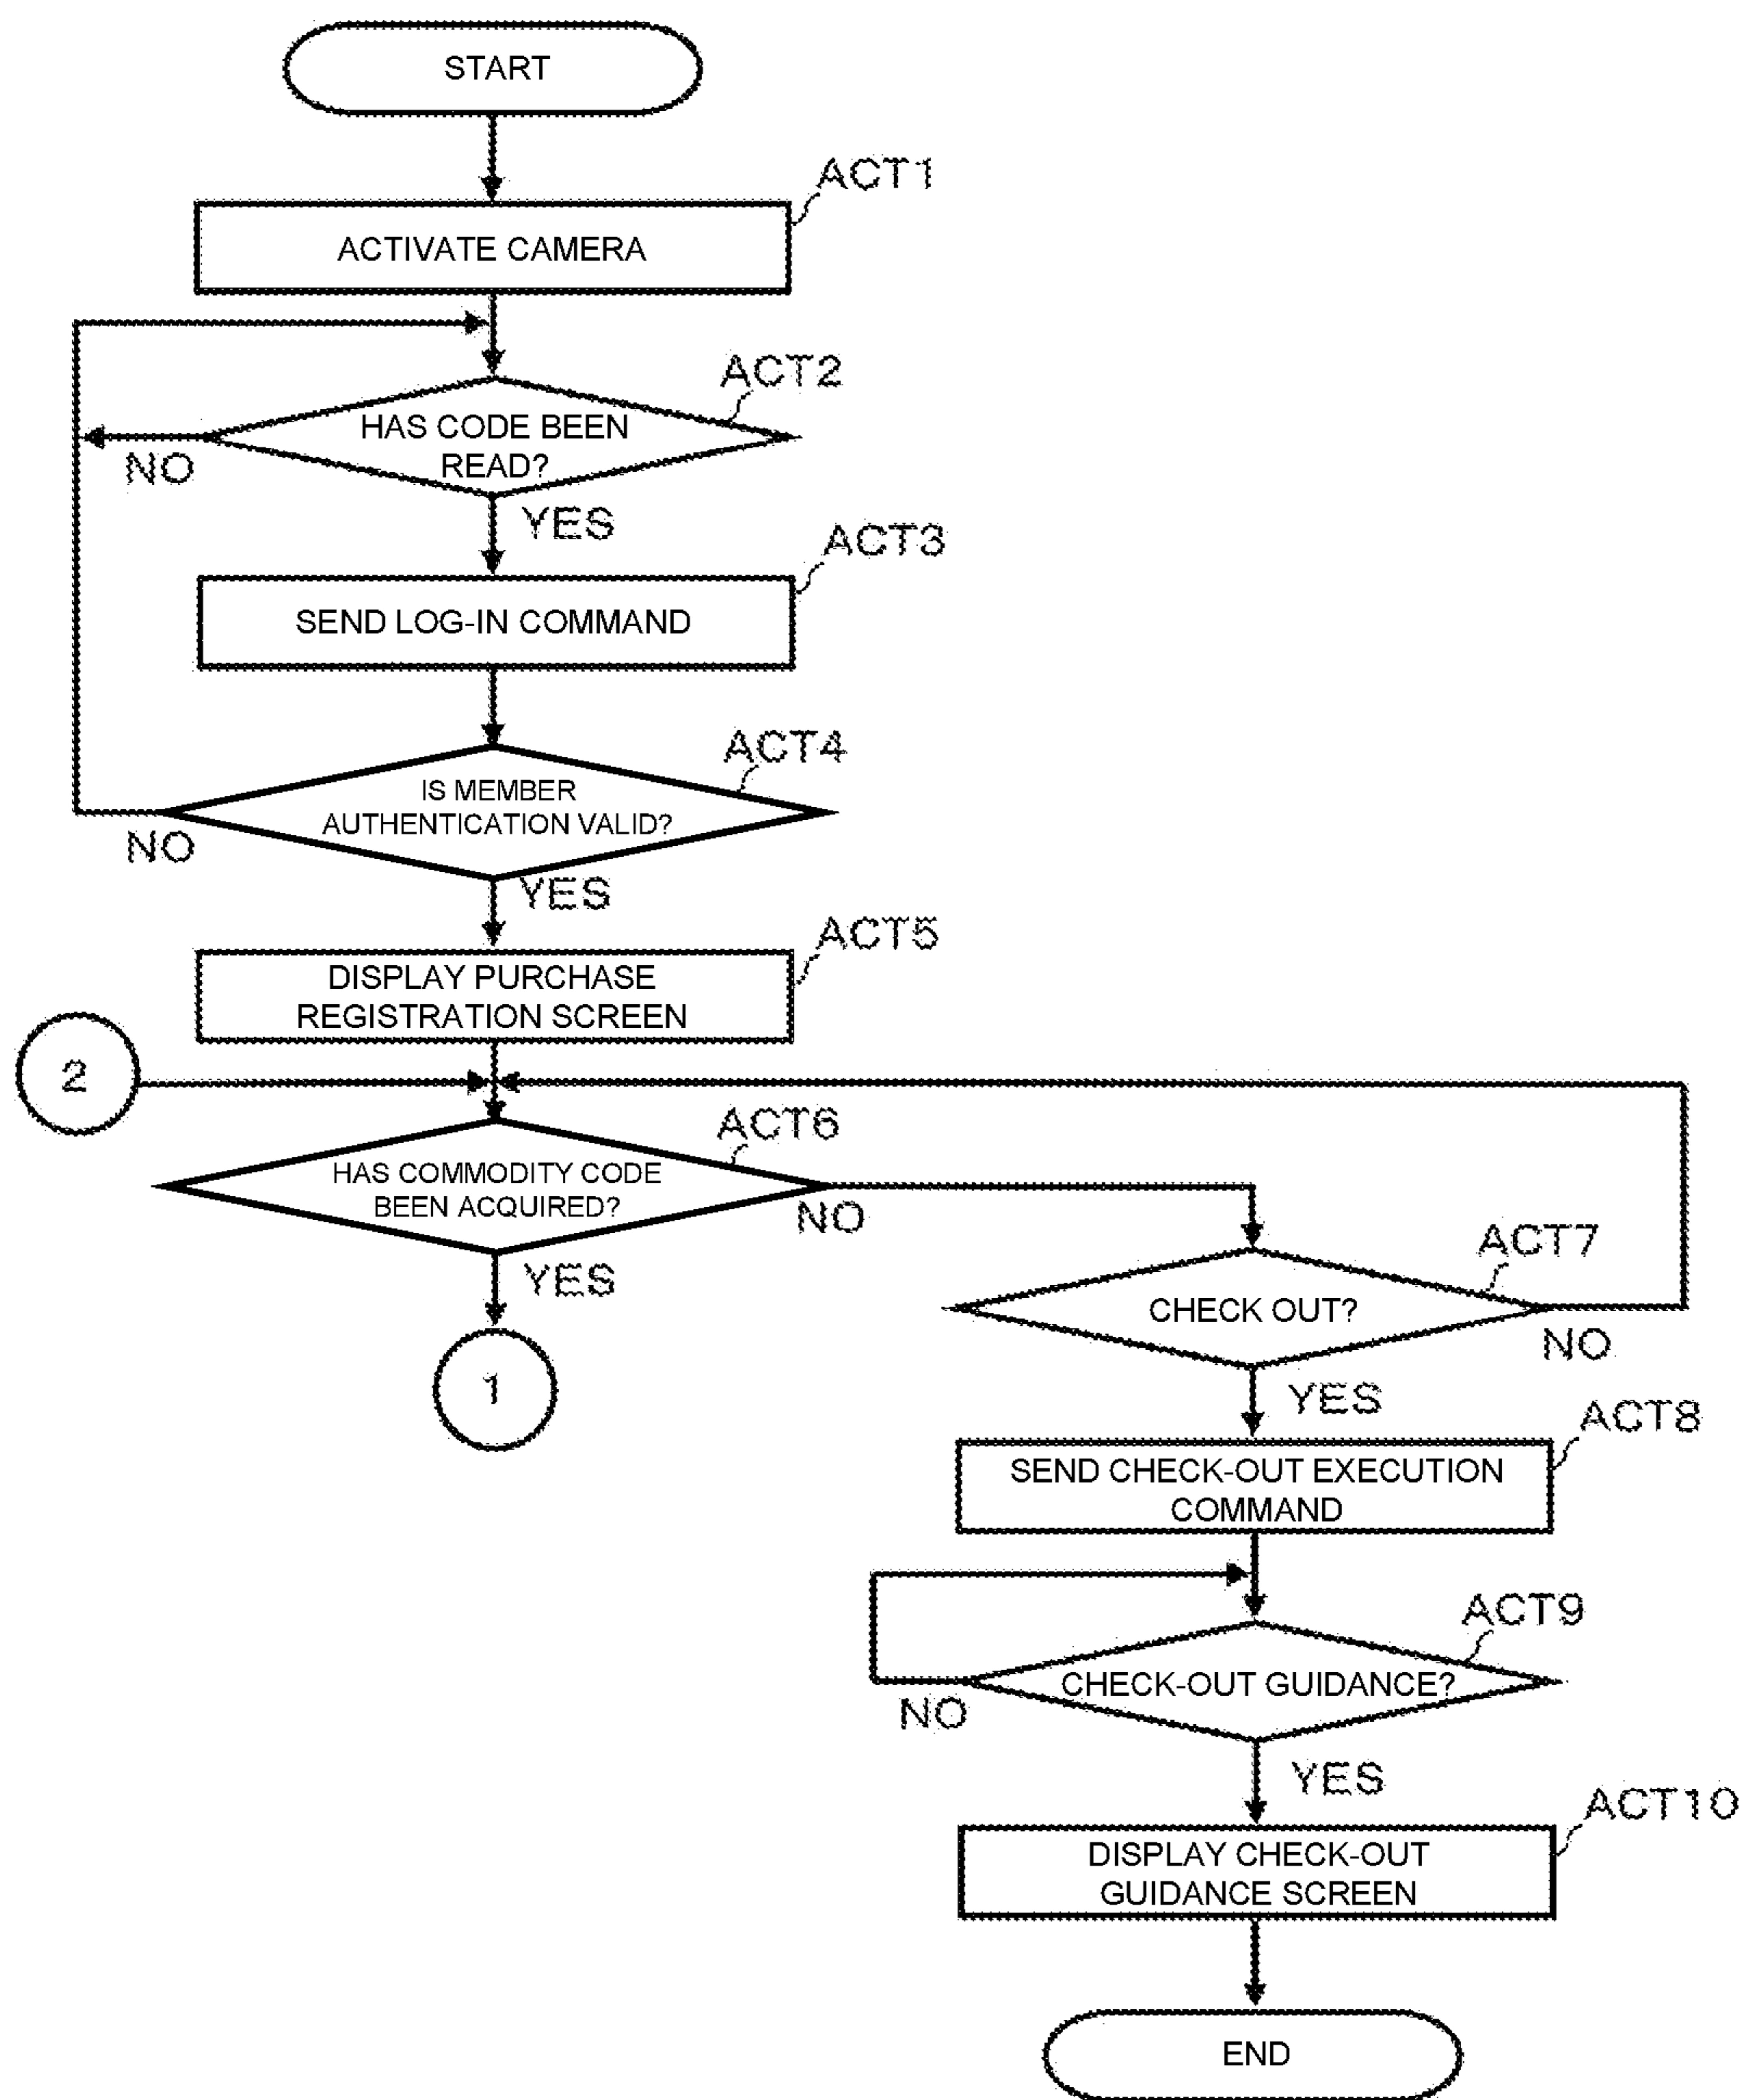 START
ACT1
ACTIVATE CAMERA
ACT2
HAS CODE BEEN
READ?
NO
YES
ACT3
SEND LOG-IN COMMAND
ACT4
IS MEMBER
AUTHENTICATION VALID?
NO
YES
ACT5
DISPLAY PURCHASE
REGISTRATION SCREEN
2
ACT6
HAS COMMODITY CODE
BEEN ACQUIRED?
NO
YES
1
ACT7
CHECK OUT?
NO
YES
ACT8
SEND CHECK-OUT EXECUTION
COMMAND
ACT9
CHECK-OUT GUIDANCE?
NO
YES
ACT10
DISPLAY CHECK-OUT
GUIDANCE SCREEN
END